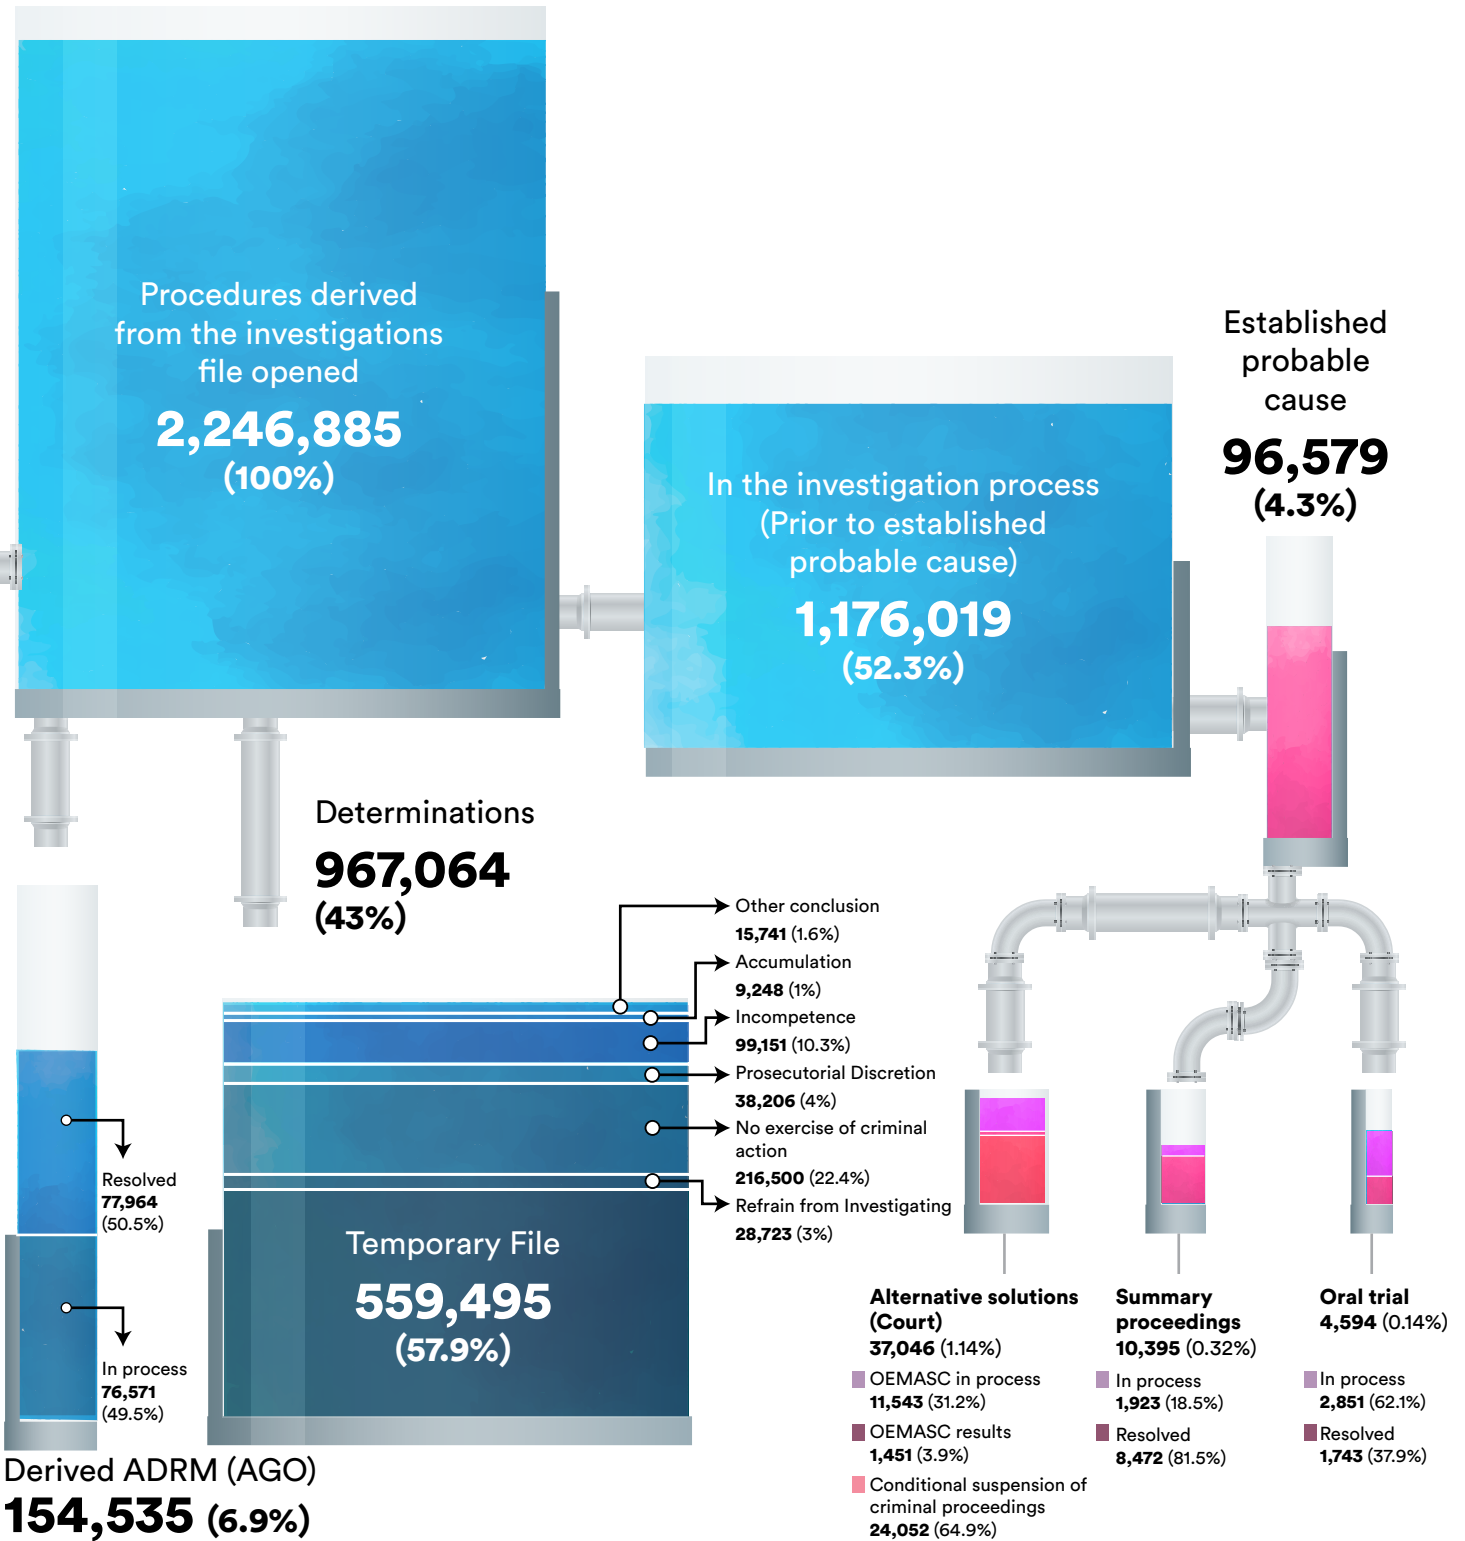 Procedures derived
from the investigations
file opened
2,246,885
(100%)
In the investigation process
(Prior to established
probable cause)
1,176,019
(52.3%)
Established
probable
cause
96,579
(4.3%)
Determinations
967,064
(43%)
Other conclusion
15,741 (1.6%)
Accumulation
9,248 (1%)
Incompetence
99,151 (10.3%)
Prosecutorial Discretion
38,206 (4%)
No exercise of criminal
action
216,500 (22.4%)
Refrain from Investigating
28,723 (3%)
Temporary File
559,495
(57.9%)
Resolved
77,964
(50.5%)
In process
76,571
(49.5%)
Derived ADRM (AGO)
154,535 (6.9%)
Alternative solutions
(Court)
37,046 (1.14%)
OEMASC in process
11,543 (31.2%)
OEMASC results
1,451 (3.9%)
Conditional suspension of
criminal proceedings
24,052 (64.9%)
Summary
proceedings
10,395 (0.32%)
In process
1,923 (18.5%)
Resolved
8,472 (81.5%)
Oral trial
4,594 (0.14%)
In process
2,851 (62.1%)
Resolved
1,743 (37.9%)